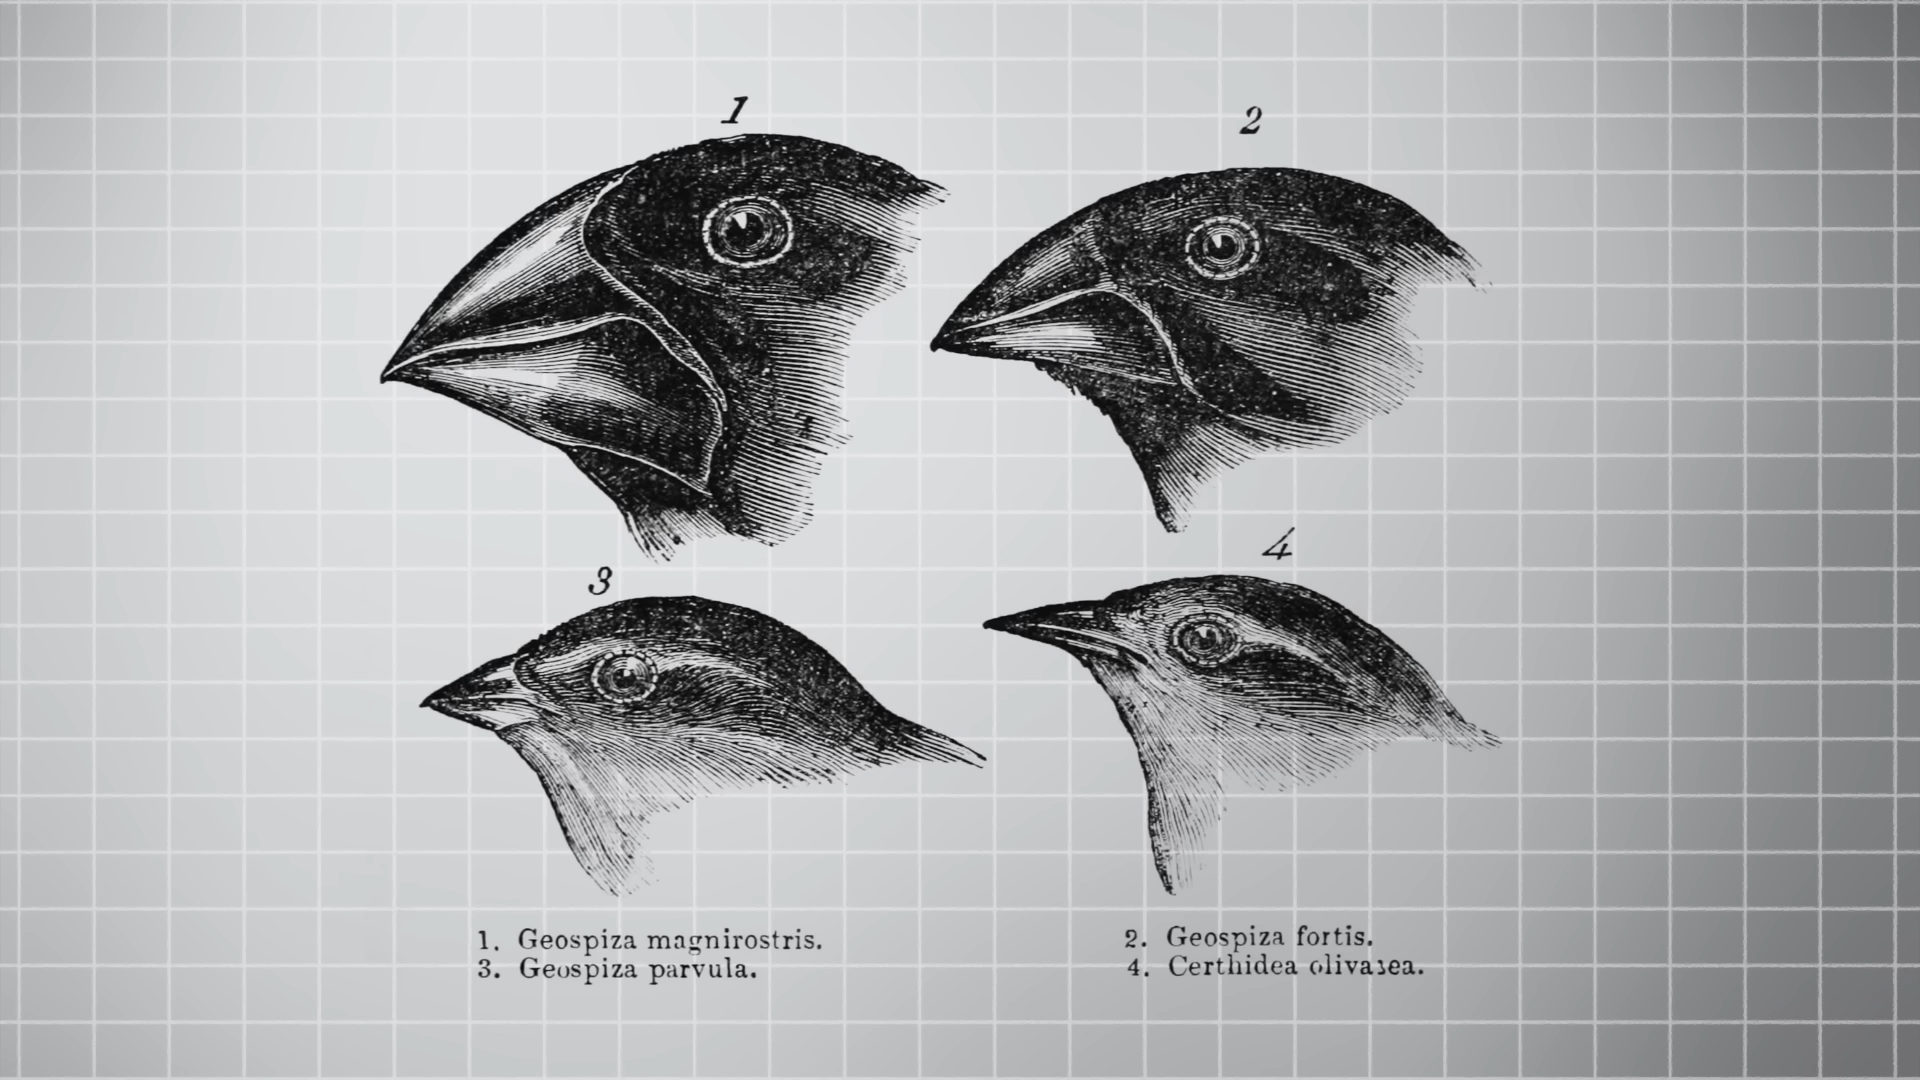 1
2
3
4
1. Geospiza magnirostris.
2. Geospiza fortis.
3. Geospiza parvula.
4. Certhidea olivasea.